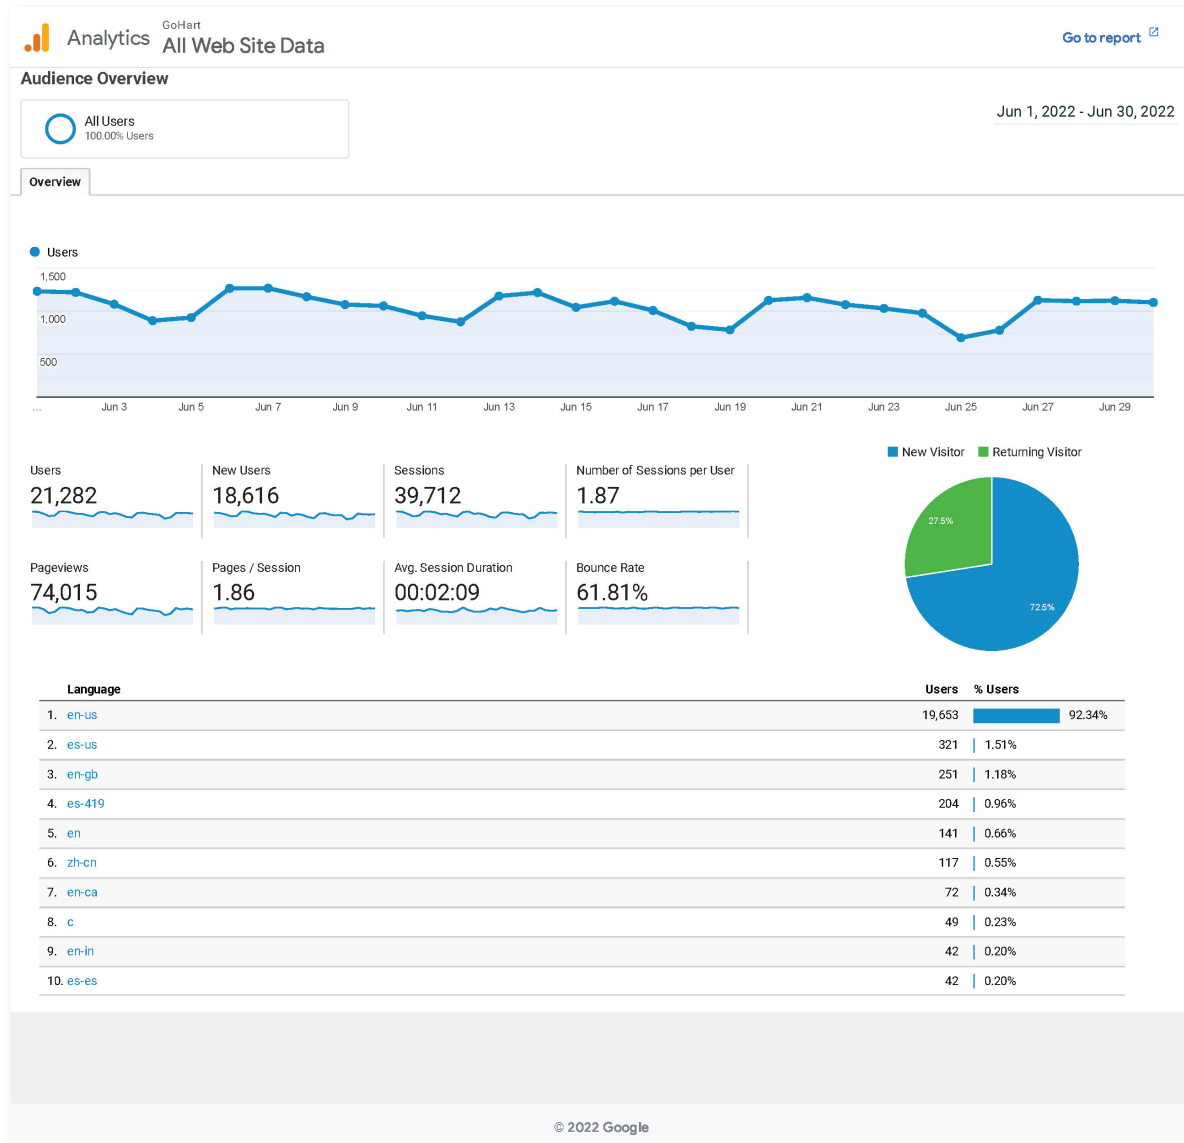 Analytics
GoHart
All Web Site Data
Go to report
Audience Overview
All Users
100.00% Users
Jun 1, 2022 - Jun 30, 2022
Overview
Users
1,500
1,000
500
... Jun 3 Jun 5 Jun 7 Jun 9 Jun 11 Jun 13 Jun 15 Jun 17 Jun 19 Jun 21 Jun 23 Jun 25 Jun 27 Jun 29
Users
21,282
New Users
18,616
Sessions
39,712
Number of Sessions per User
1.87
Pageviews
74,015
Pages / Session
1.86
Avg. Session Duration
00:02:09
Bounce Rate
61.81%
New Visitor Returning Visitor
27.5%
72.5%
Language Users % Users
1. en-us 19,653 92.34%
2. es-us 321 1.51%
3. en-gb 251 1.18%
4. es-419 204 0.96%
5. en 141 0.66%
6. zh-cn 117 0.55%
7. en-ca 72 0.34%
8. c 49 0.23%
9. en-in 42 0.20%
10. es-es 42 0.20%
© 2022 Google